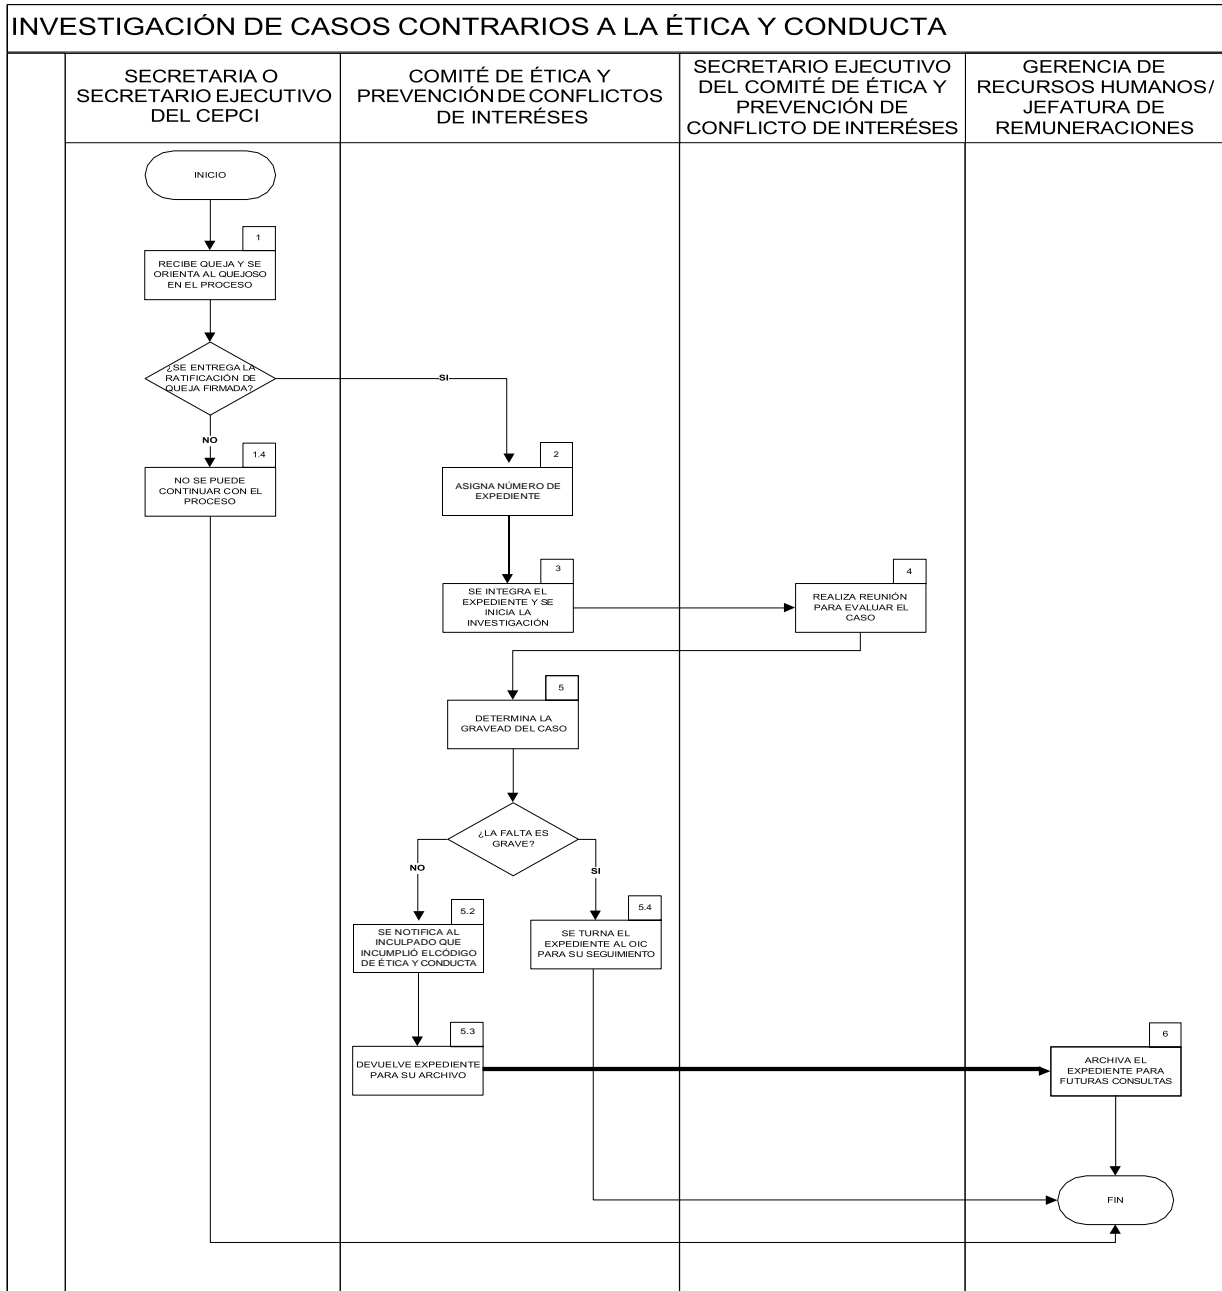 INVESTIGACIÓN DE CASOS CONTRARIOS A LA ÉTICA Y CONDUCTA
SECRETARIA O
SECRETARIO EJECUTIVO
DEL CEPCI
COMITÉ DE ÉTICA Y
PREVENCIÓN DE CONFLICTOS
DE INTERÉSES
SECRETARIO EJECUTIVO
DEL COMITÉ DE ÉTICA Y
PREVENCIÓN DE
CONFLICTO DE INTERÉSES
GERENCIA DE
RECURSOS HUMANOS/
JEFATURA DE
REMUNERACIONES
INICIO
1
RECIBE QUEJA Y SE
ORIENTA AL QUEJOSO
EN EL PROCESO
¿SE ENTREGA LA
RATIFICACIÓN DE
QUEJA FIRMADA?
SI
NO
1.4
NO SE PUEDE
CONTINUAR CON EL
PROCESO
2
ASIGNA NÚMERO DE
EXPEDIENTE
3
SE INTEGRA EL
EXPEDIENTE Y SE
INICIA LA
INVESTIGACIÓN
4
REALIZA REUNIÓN
PARA EVALUAR EL
CASO
5
DETERMINA LA
GRAVEAD DEL CASO
¿LA FALTA ES
GRAVE?
NO
SI
5.2
SE NOTIFICA AL
INCULPADO QUE
INCUMPLIÓ ELCÓDIGO
DE ÉTICA Y CONDUCTA
5.4
SE TURNA EL
EXPEDIENTE AL OIC
PARA SU SEGUIMIENTO
5.3
DEVUELVE EXPEDIENTE
PARA SU ARCHIVO
6
ARCHIVA EL
EXPEDIENTE PARA
FUTURAS CONSULTAS
FIN